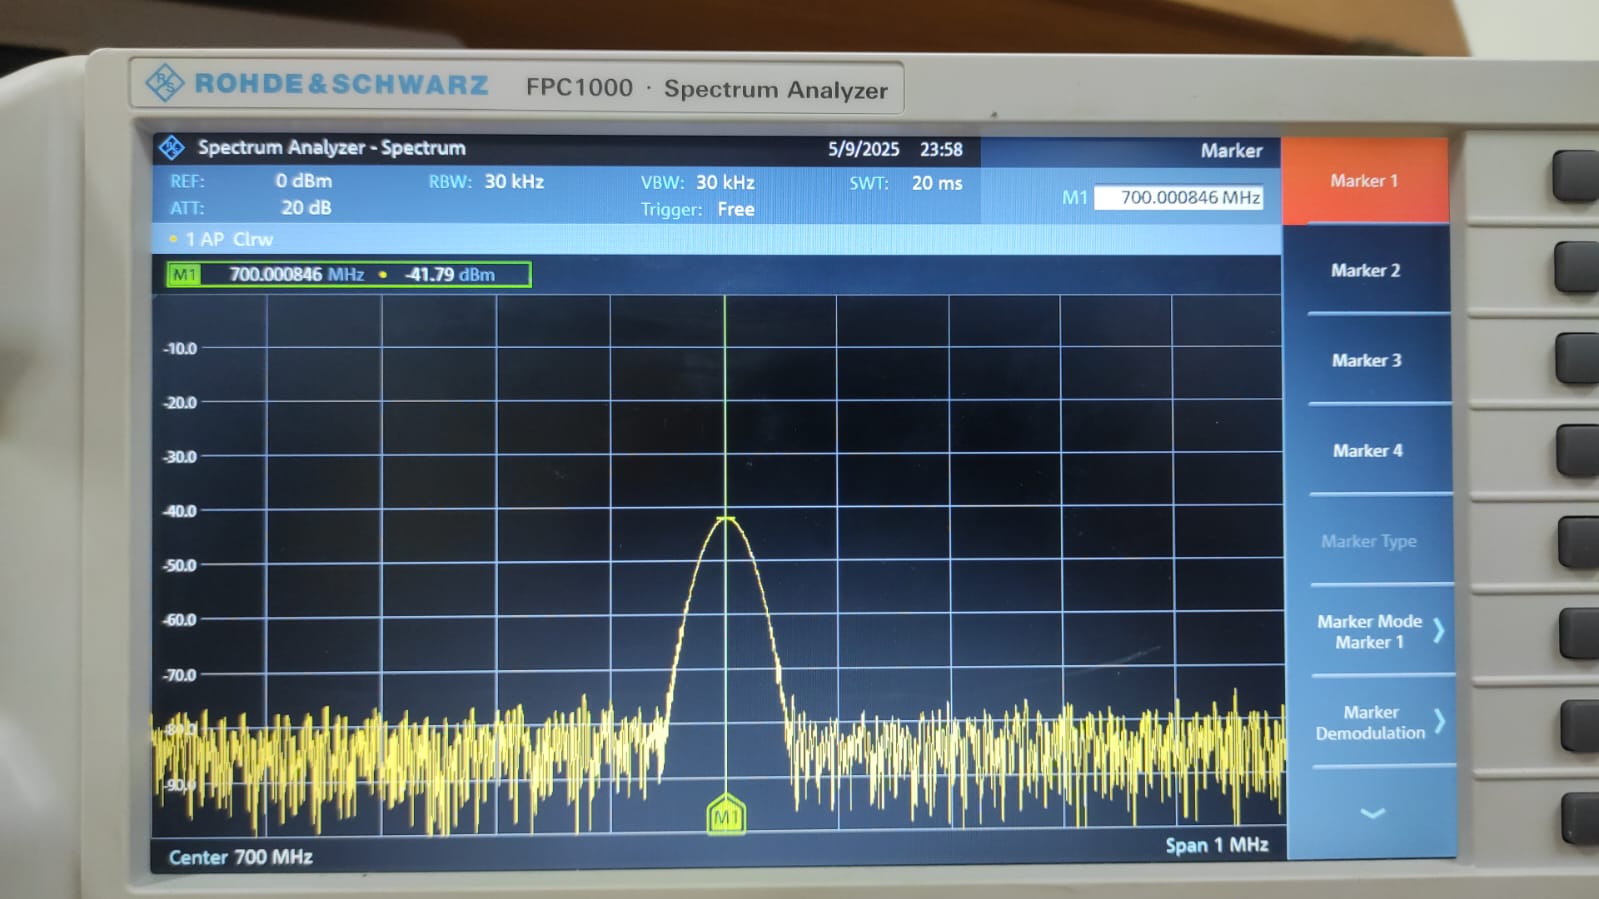 ROHDE&SCHWARZ FPC1000 · Spectrum Analyzer
Spectrum Analyzer - Spectrum 5/9/2025 23:58 Marker
REF: 0 dBm RBW: 30 kHz VBW: 30 kHz SWT: 20 ms
ATT: 20 dB Trigger: Free
M1 700.000846 MHz
1 AP Clrw
M1 700.000846 MHz • -41.79 dBm
-10.0
-20.0
-30.0
-40.0
-50.0
-60.0
-70.0
-80.0
-90.0
M1
Center 700 MHz Span 1 MHz
Marker 1
Marker 2
Marker 3
Marker 4
Marker Type
Marker Mode
Marker 1
Marker
Demodulation